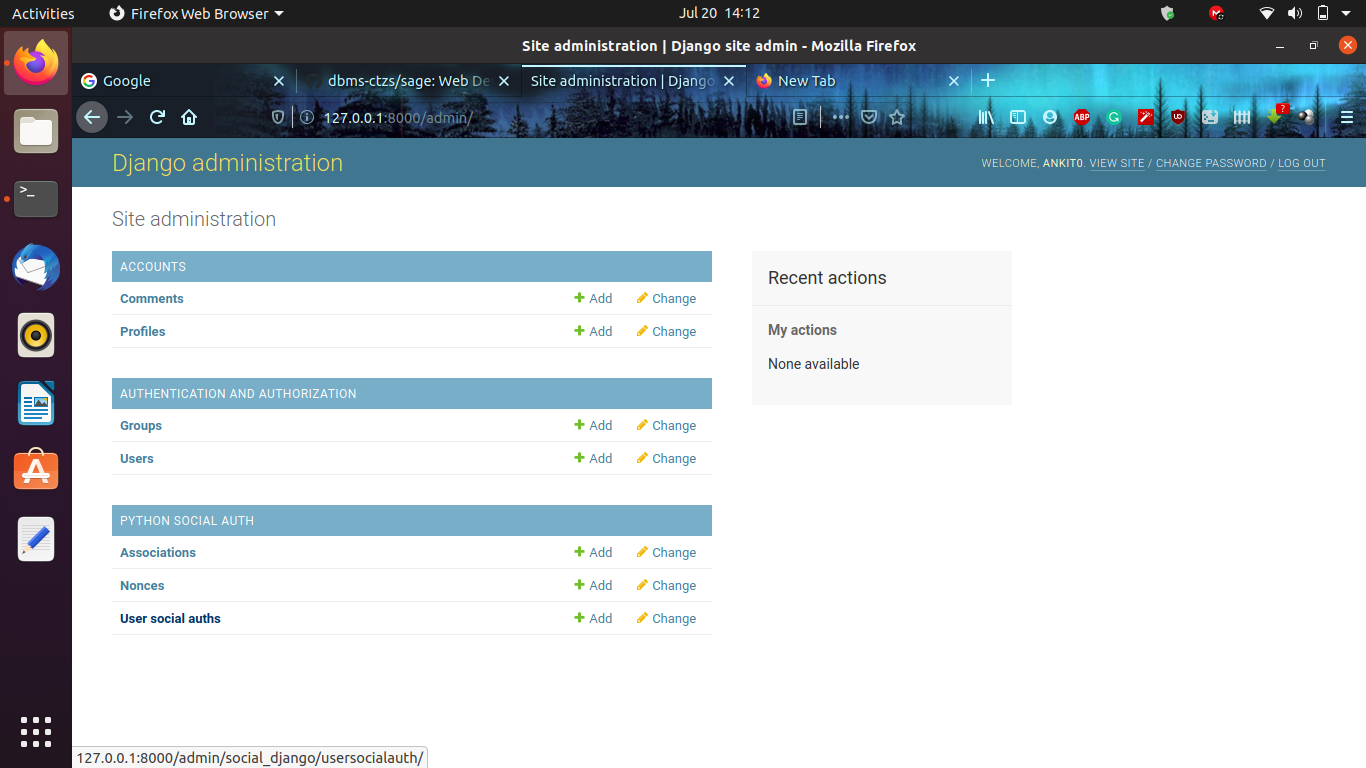 Activities Firefox Web Browser Jul 20 14:12
Site administration | Django site admin - Mozilla Firefox
Google dbms-ctzs/sage: Web De Site administration | Django New Tab
127.0.0.1:8000/admin/ ABP ?
Django administration WELCOME, ANKIT0. VIEW SITE / CHANGE PASSWORD / LOG OUT
Site administration
ACCOUNTS
Comments Add Change
Profiles Add Change
AUTHENTICATION AND AUTHORIZATION
Groups Add Change
Users Add Change
PYTHON SOCIAL AUTH
Associations Add Change
Nonces Add Change
User social auths Add Change
Recent actions
My actions
None available
127.0.0.1:8000/admin/social_django/usersocialauth/